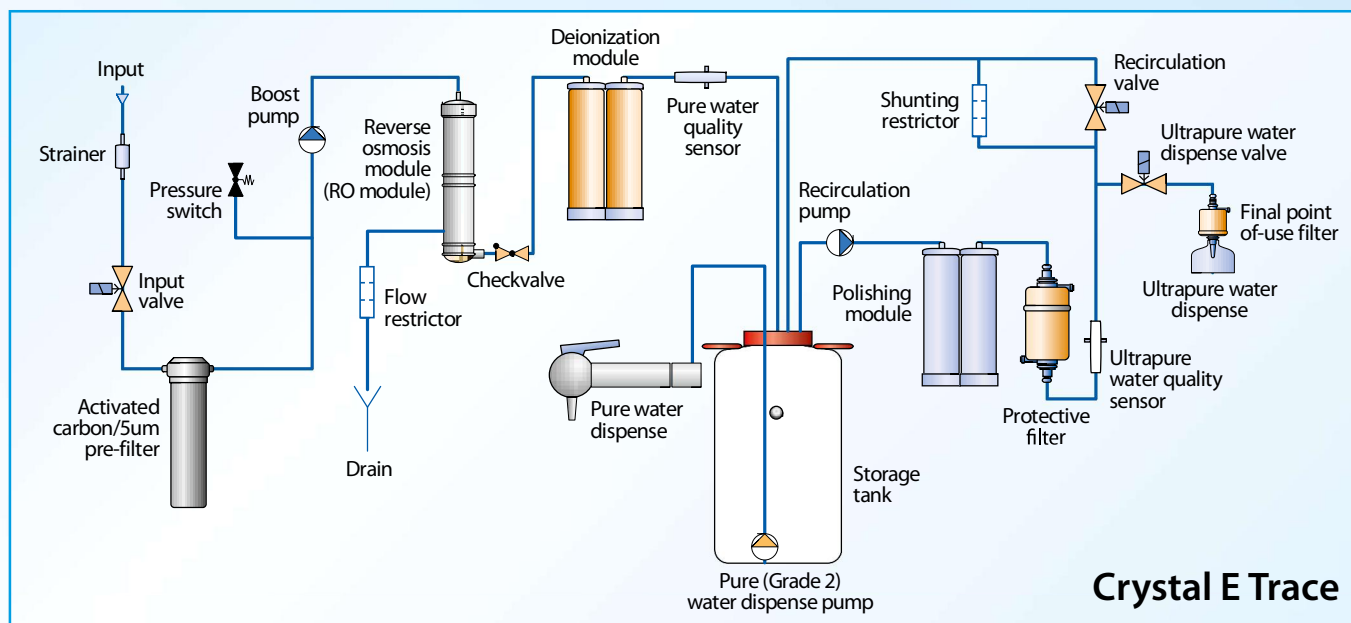 Input
Strainer
Pressure
switch
Input
valve
Activated
carbon/5um
pre-filter
Boost
pump
Reverse
osmosis
module
(RO module)
Flow
restrictor
Drain
Checkvalve
Deionization
module
Pure water
quality
sensor
Pure water
dispense
Storage
tank
Pure (Grade 2)
water dispense pump
Recirculation
pump
Polishing
module
Protective
filter
Ultrapure
water quality
sensor
Shunting
restrictor
Recirculation
valve
Ultrapure water
dispense valve
Final point
of-use filter
Ultrapure water
dispense
Crystal E Trace